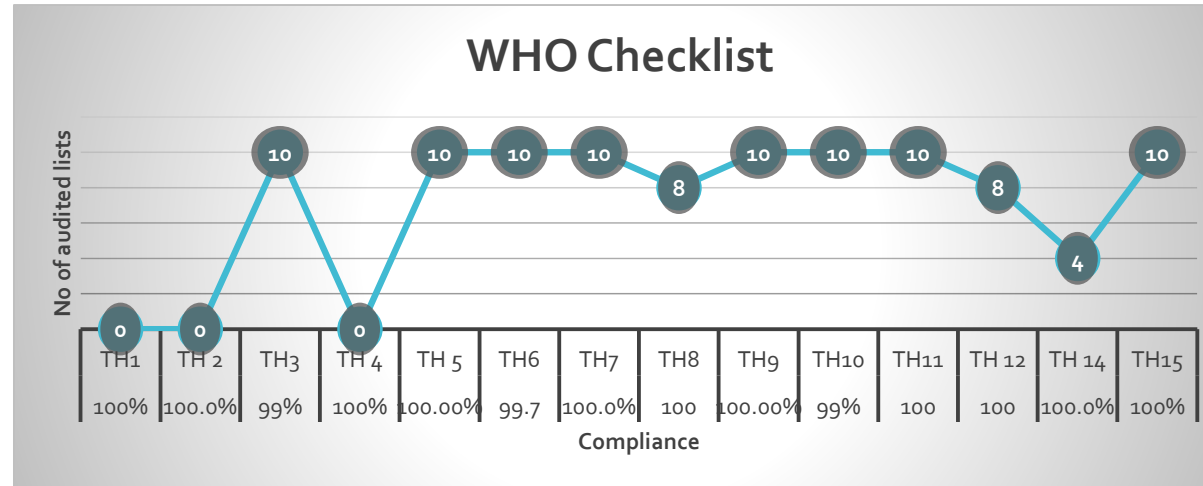 WHO Checklist
No of audited lists
0 0 10 0 10 10 10 8 10 10 10 8 4 10
TH1 TH 2 TH3 TH 4 TH 5 TH6 TH7 TH8 TH9 TH10 TH11 TH 12 TH 14 TH15
100% 100.0% 99% 100% 100.00% 99.7 100.0% 100 100.00% 99% 100 100 100.0% 100%
Compliance